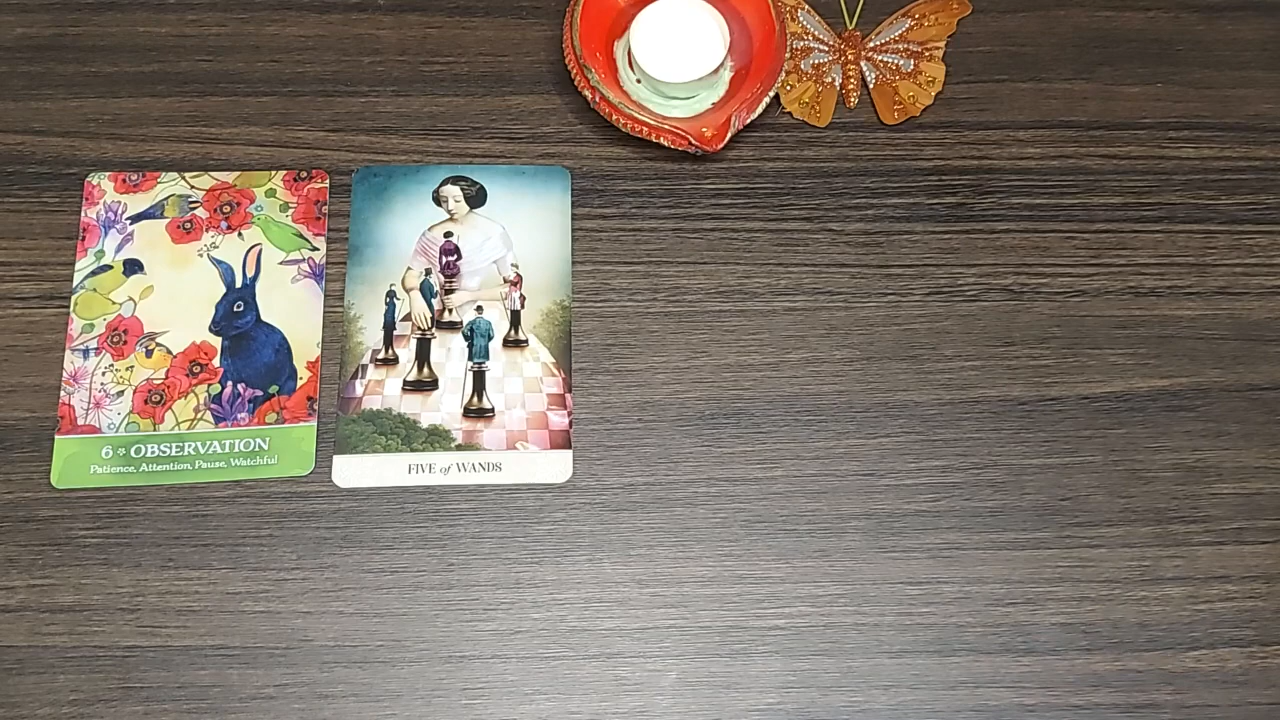 6 ✲ OBSERVATION
Patience, Attention, Pause, Watchful
FIVE of WANDS